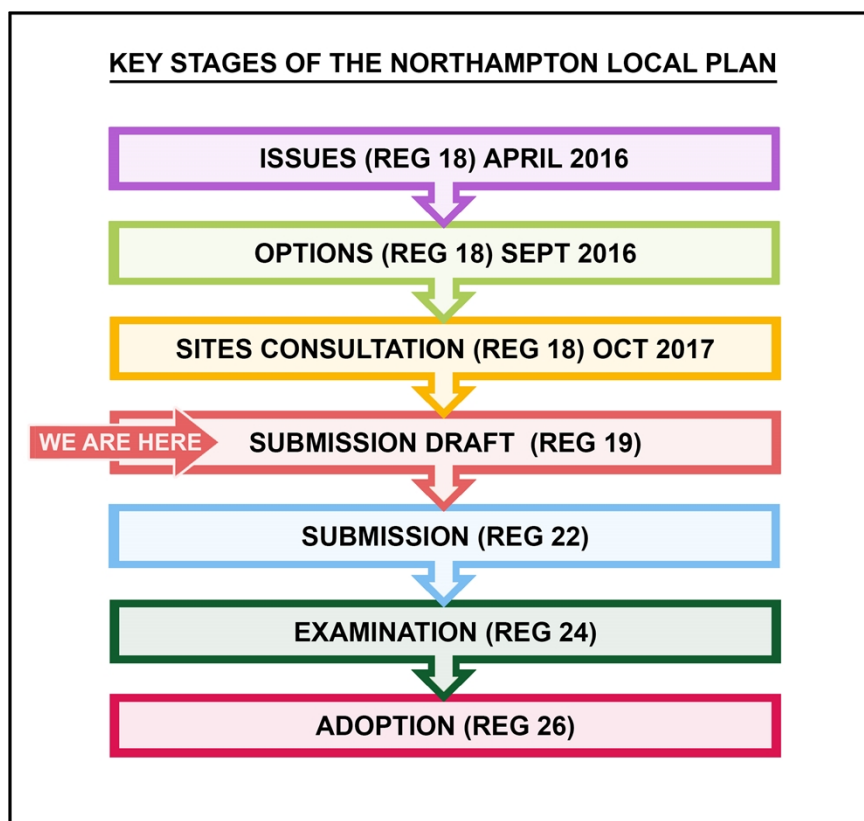 KEY STAGES OF THE NORTHAMPTON LOCAL PLAN
ISSUES (REG 18) APRIL 2016
OPTIONS (REG 18) SEPT 2016
SITES CONSULTATION (REG 18) OCT 2017
WE ARE HERE
SUBMISSION DRAFT (REG 19)
SUBMISSION (REG 22)
EXAMINATION (REG 24)
ADOPTION (REG 26)